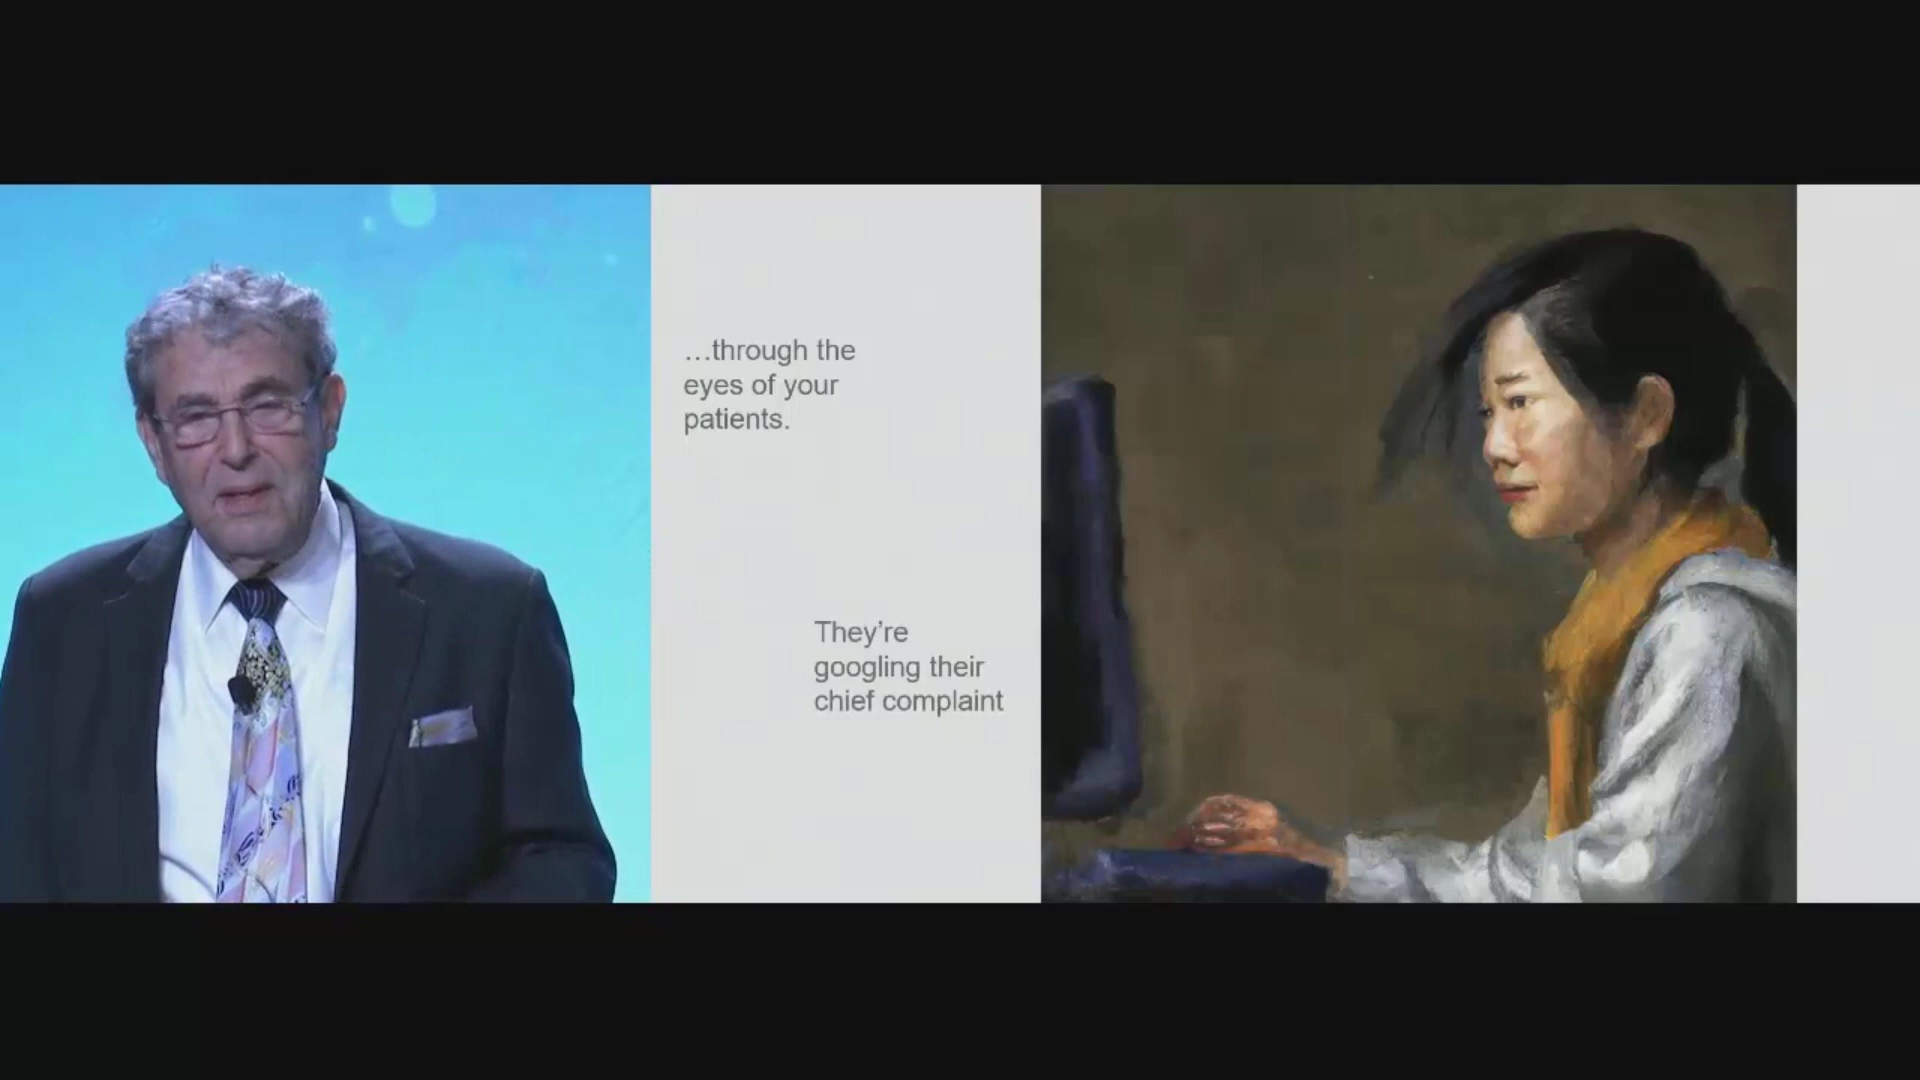 …through the
eyes of your
patients.
They’re
googling their
chief complaint